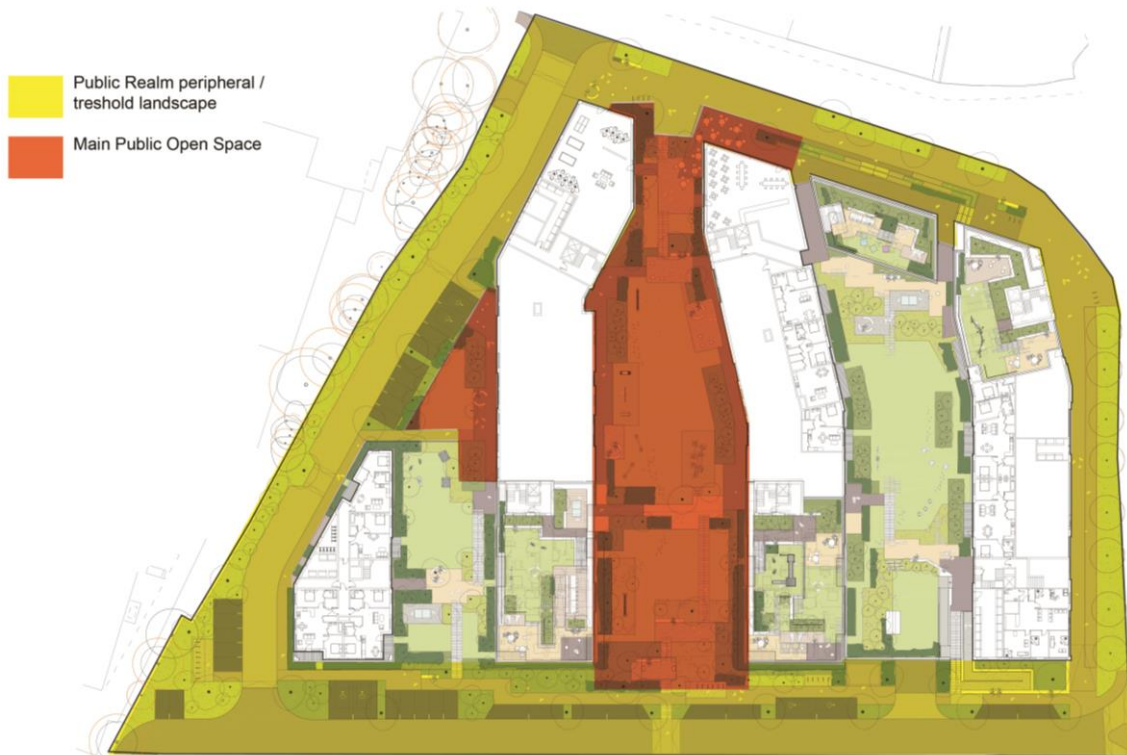 Public Realm peripheral /
treshold landscape
Main Public Open Space